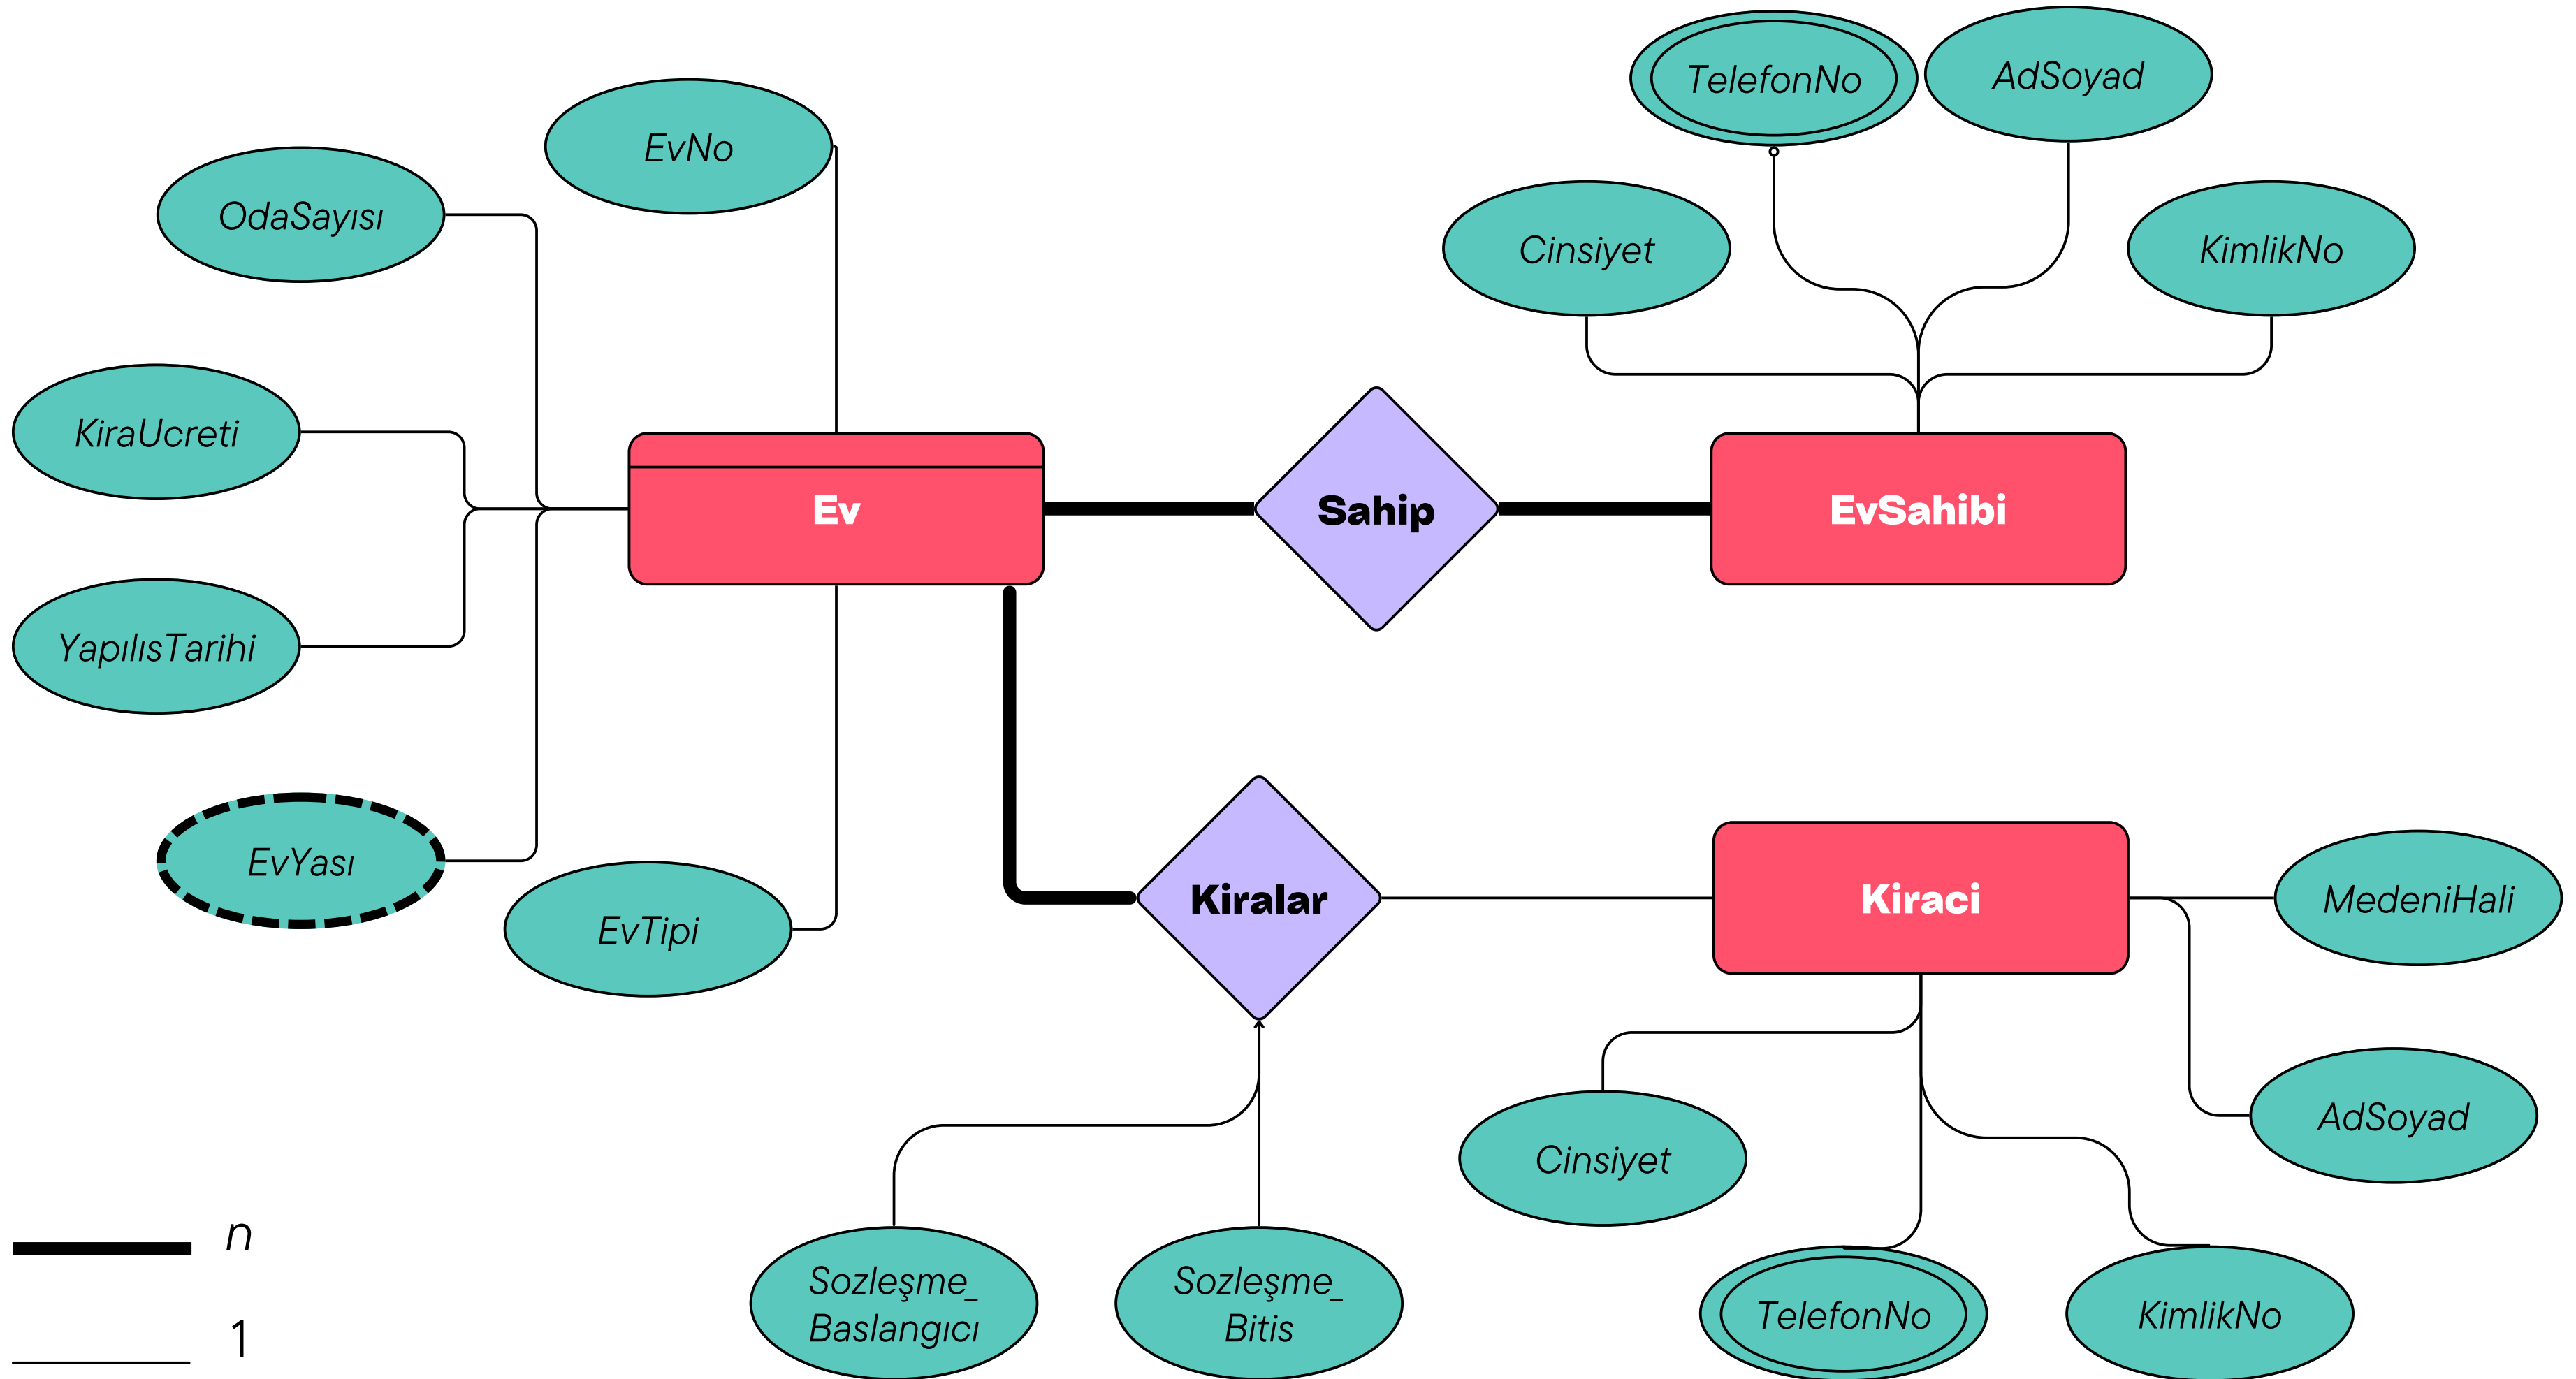 TelefonNo
AdSoyad
EvNo
OdaSayısı
Cinsiyet
KimlikNo
KiraUcreti
Ev
Sahip
EvSahibi
YapılısTarihi
EvYası
EvTipi
Kiralar
Kiraci
MedeniHali
AdSoyad
Cinsiyet
n
Sozleşme_
Baslangıcı
Sozleşme_
Bitis
TelefonNo
KimlikNo
1